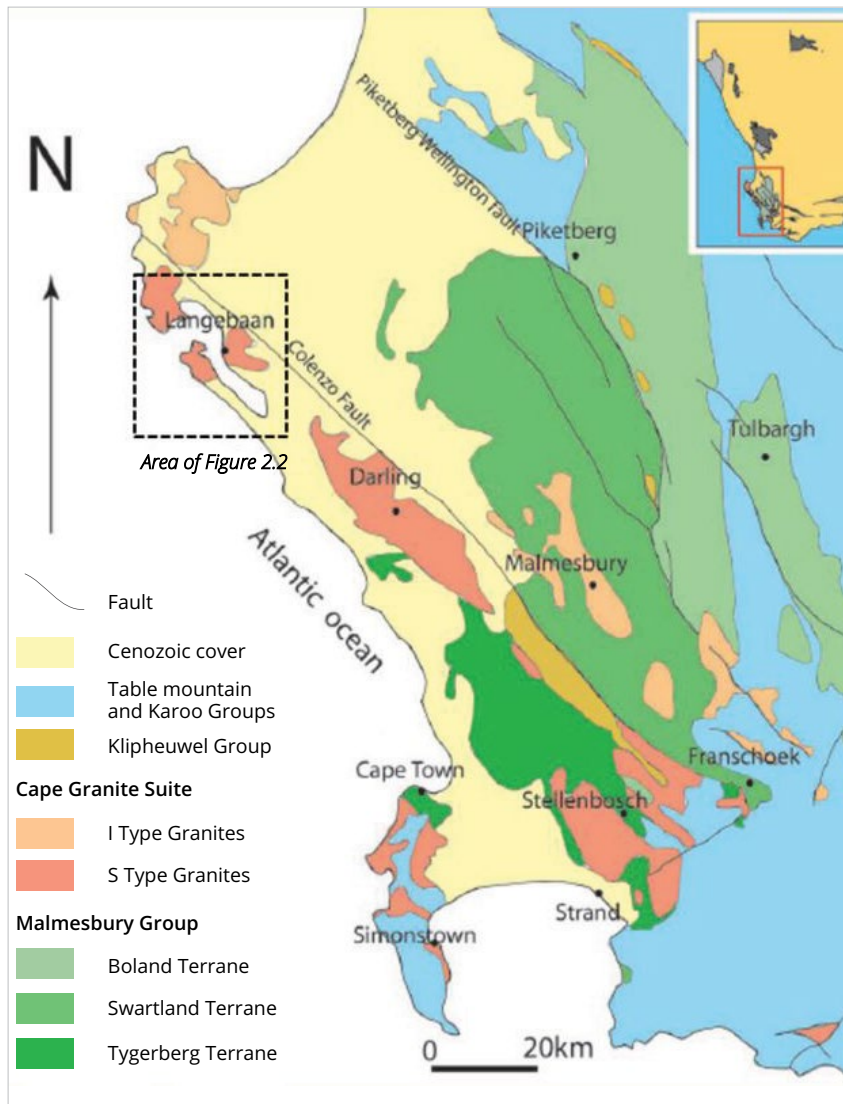 N
Piketberg Wellington Fault
Piketberg
Langebaan
Colenzo Fault
Tulbargh
Area of Figure 2.2
Darling
Malmesbury
Atlantic ocean
Fault
Cenozoic cover
Table mountain
and Karoo Groups
Klipheuwel Group
Franschoek
Cape Town
Cape Granite Suite
Stellenbosch
I Type Granites
S Type Granites
Strand
Malmesbury Group
Simonstown
Boland Terrane
Swartland Terrane
Tygerberg Terrane
0 20km